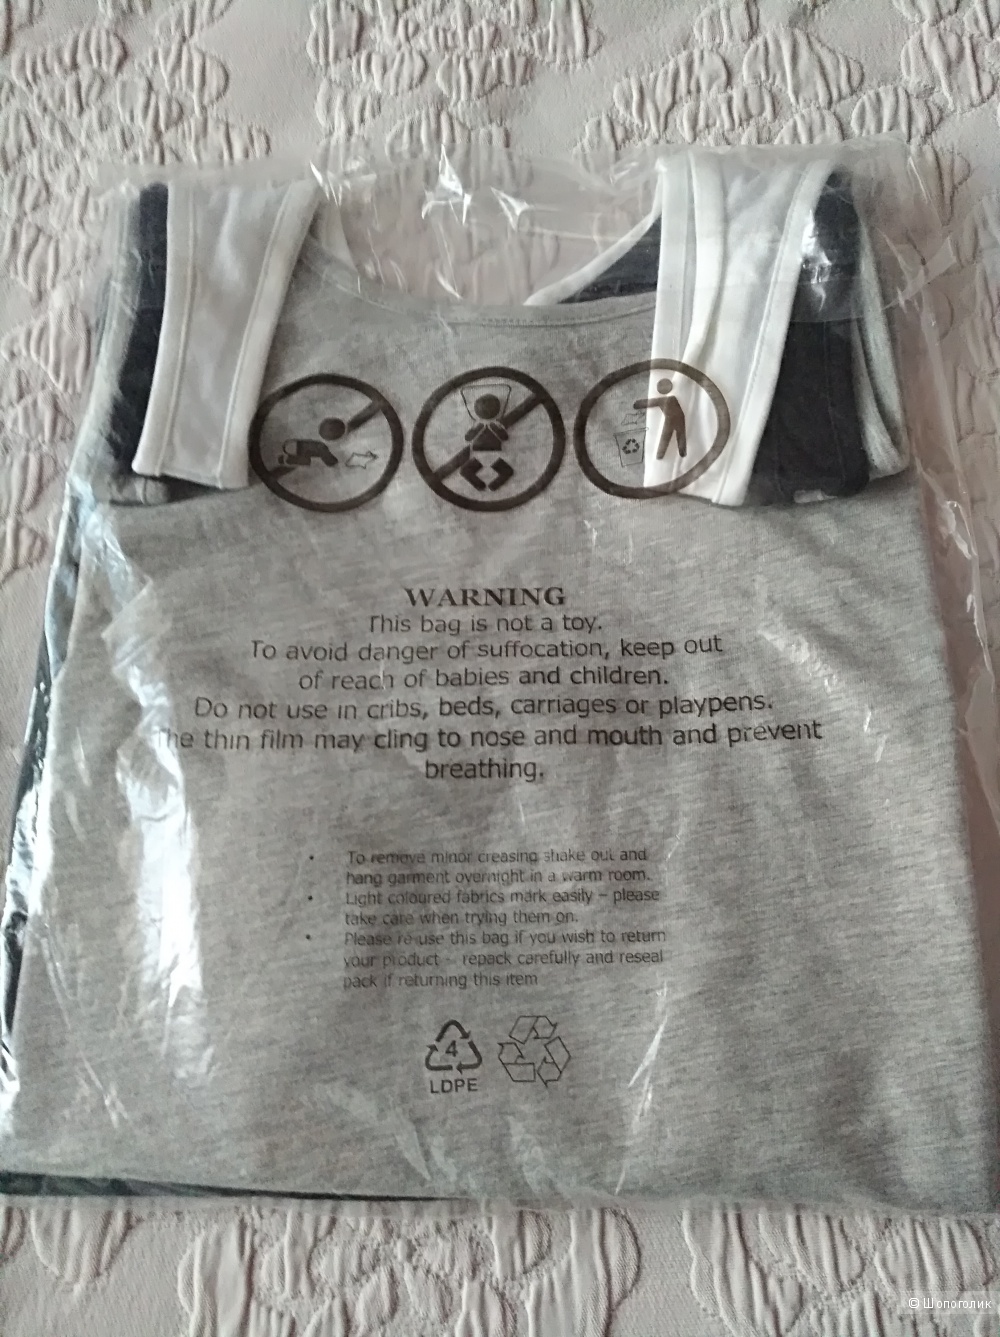 WARNING
This bag is not a toy.
To avoid danger of suffocation, keep out
of reach of babies and children.
Do not use in cribs, beds, carriages or playpens.
The thin film may cling to nose and mouth and prevent
breathing.
• To remove minor creasing shake out and
hang garment overnight in a warm room.
• Light coloured fabrics mark easily – please
take care when trying them on.
• Please re-use this bag if you wish to return
your product - repack carefully and reseal
pack if returning this item
4
LDPE
© Шопоголик